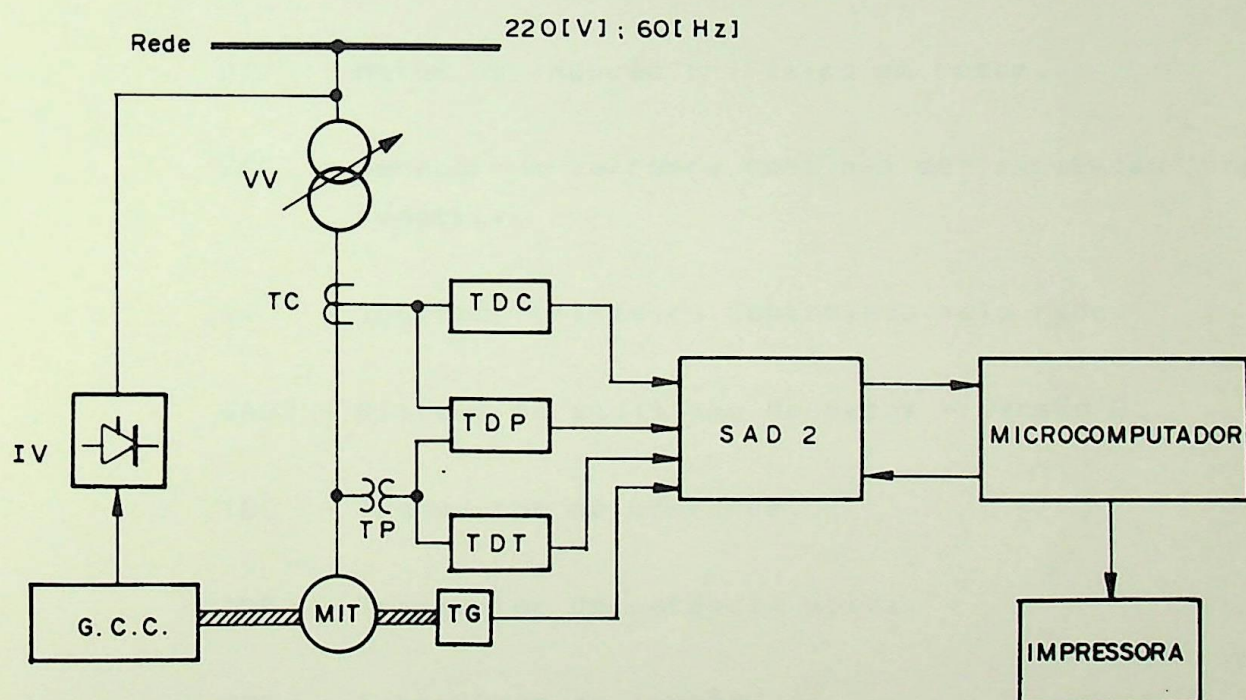 Rede
220[V] ; 60[Hz]
VV
TC
TDC
TDP
SAD 2
MICROCOMPUTADOR
IV
TP
TDT
G. C. C.
MIT
TG
IMPRESSORA